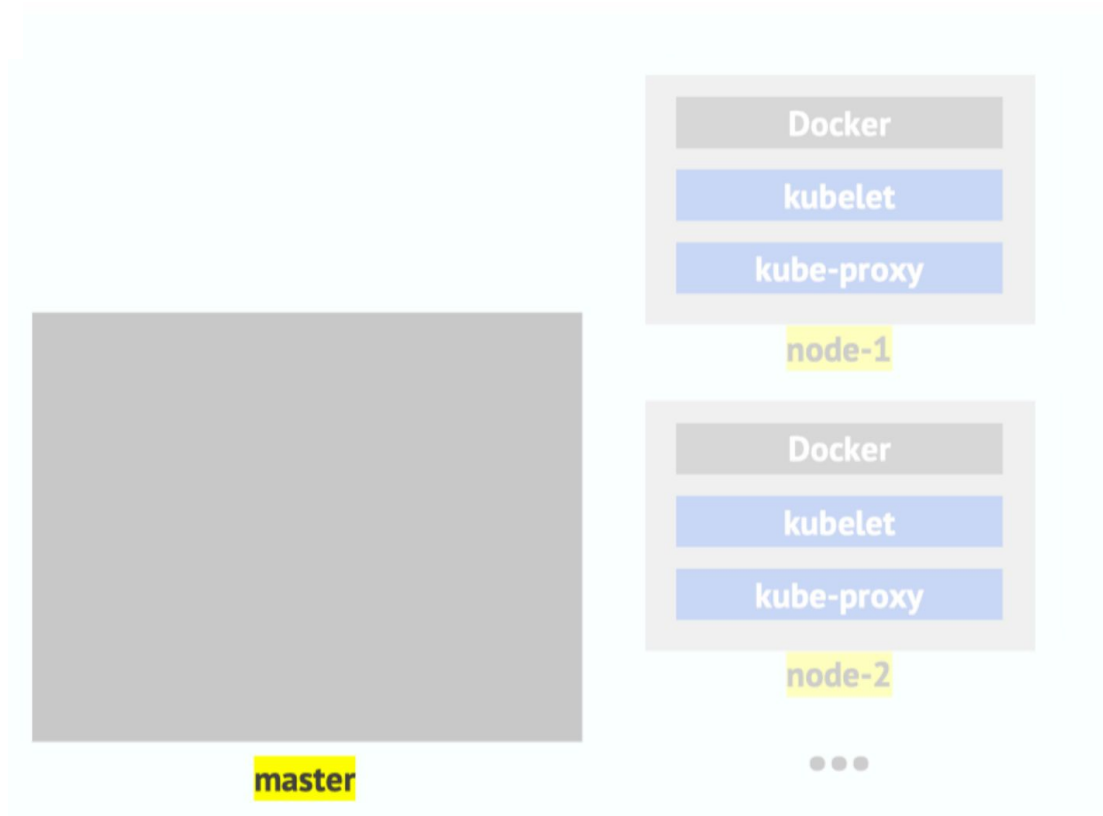 Docker
kubelet
kube-proxy
node-1
Docker
kubelet
kube-proxy
node-2
master